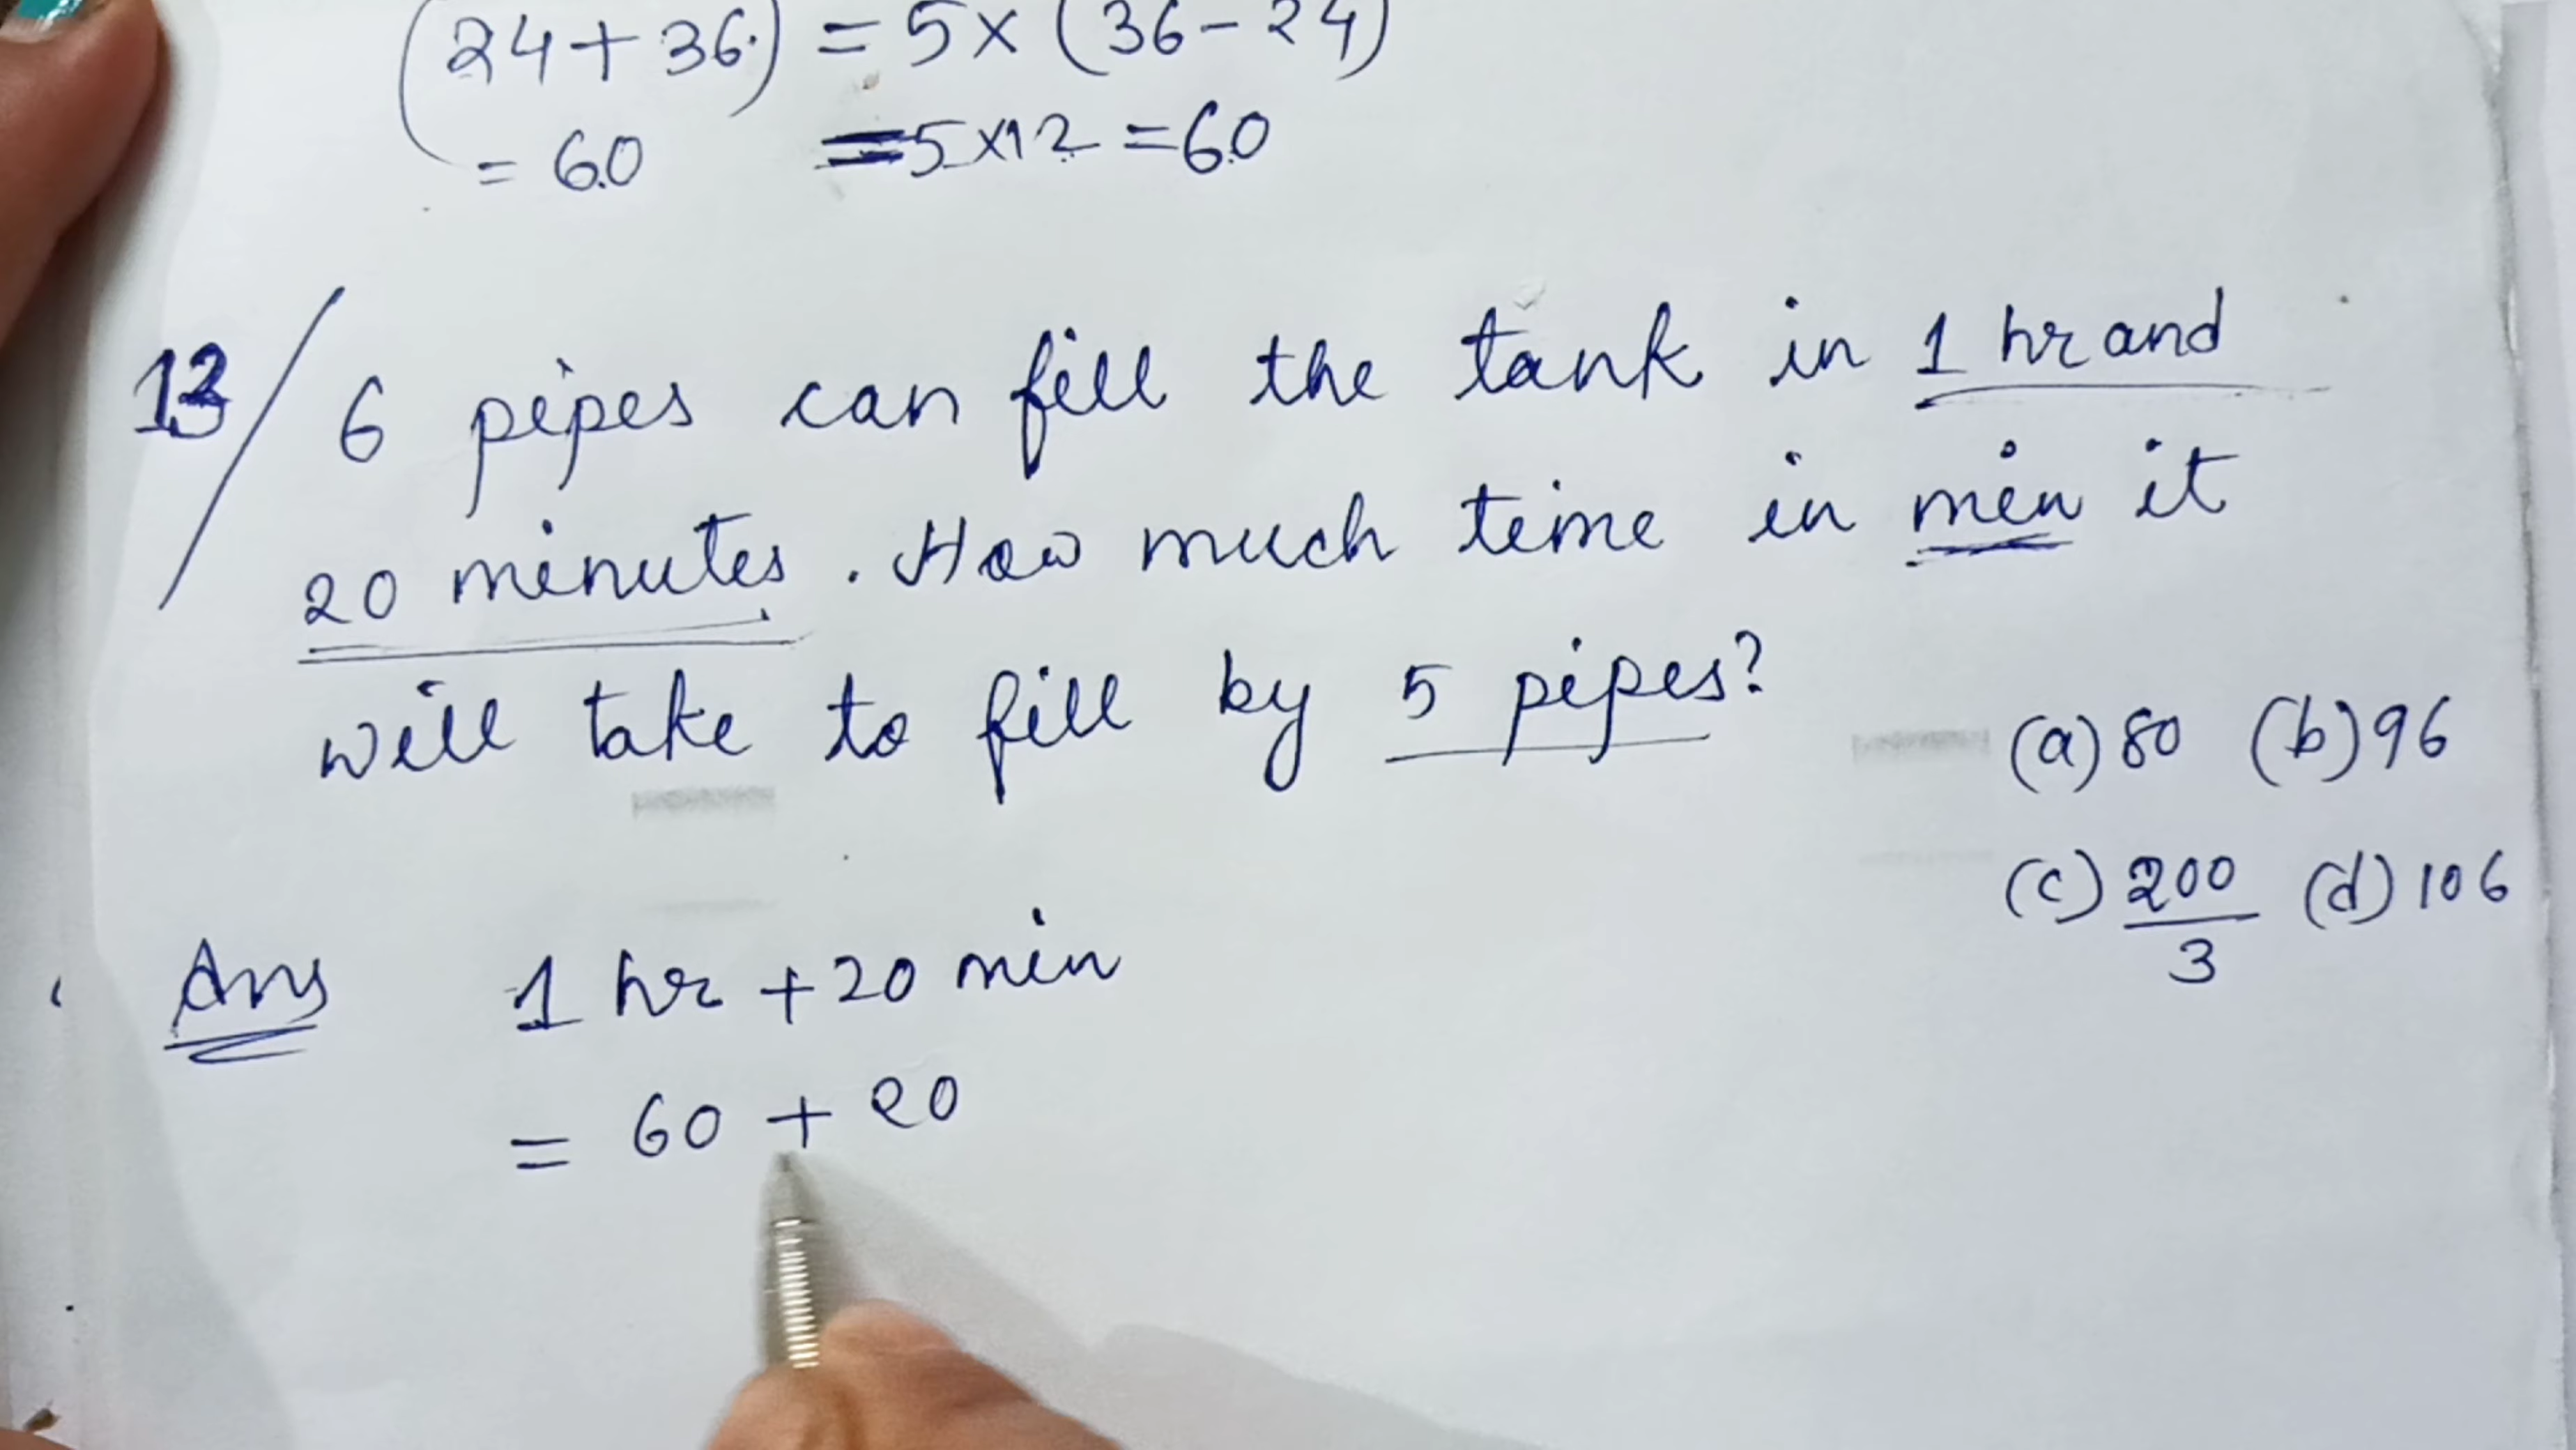 (24+36) = 5 × (36 - 24)
= 60 = 5 × 12 = 60
13/ 6 pipes can fill the tank in 1 hr and
20 minutes. How much time in min it
will take to fill by 5 pipes?
(a) 80 (b) 96
(c) 200/3 (d) 106
Ans 1 hr + 20 min
= 60 + 20